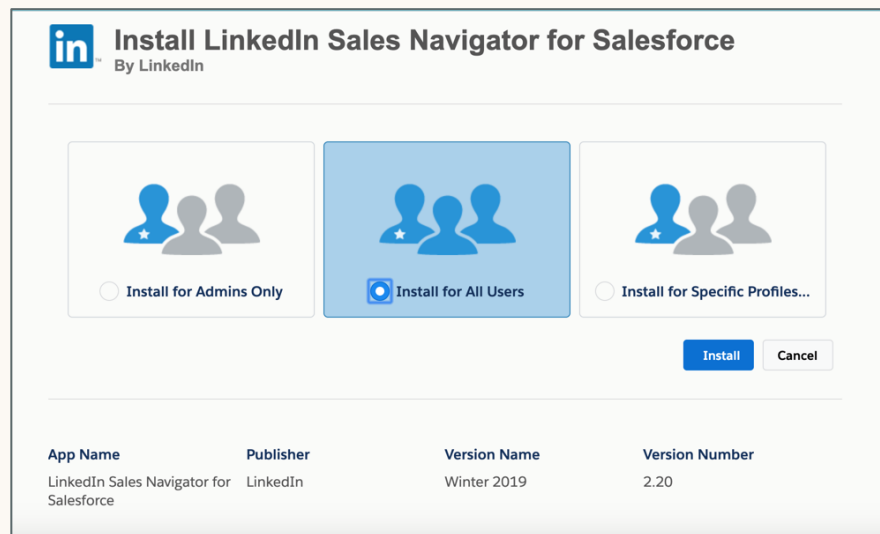 in
Install LinkedIn Sales Navigator for Salesforce
By LinkedIn
Install for Admins Only
Install for All Users
Install for Specific Profiles...
Install
Cancel
App Name
Publisher
Version Name
Version Number
LinkedIn Sales Navigator for
Salesforce
LinkedIn
Winter 2019
2.20